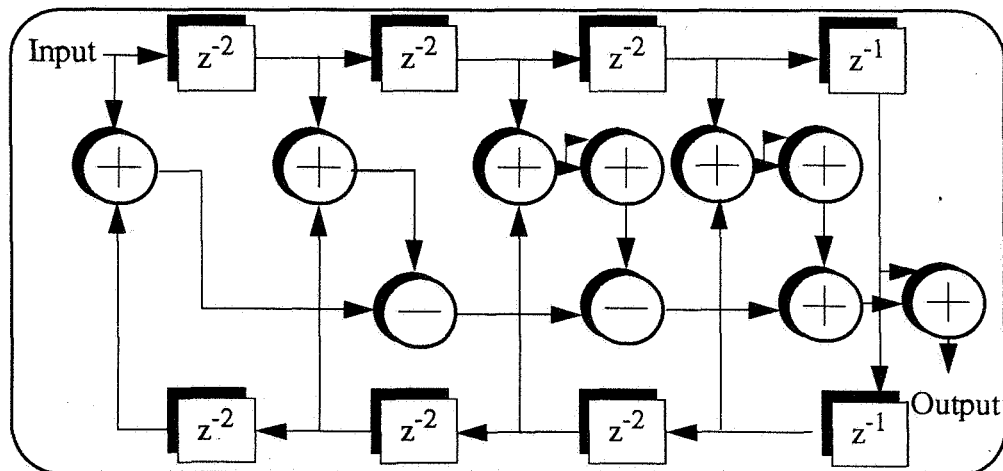 Input
z-2
z-2
z-2
z-1
+
+
+
+
+
+
−
−
+
+
z-2
z-2
z-2
z-1
Output